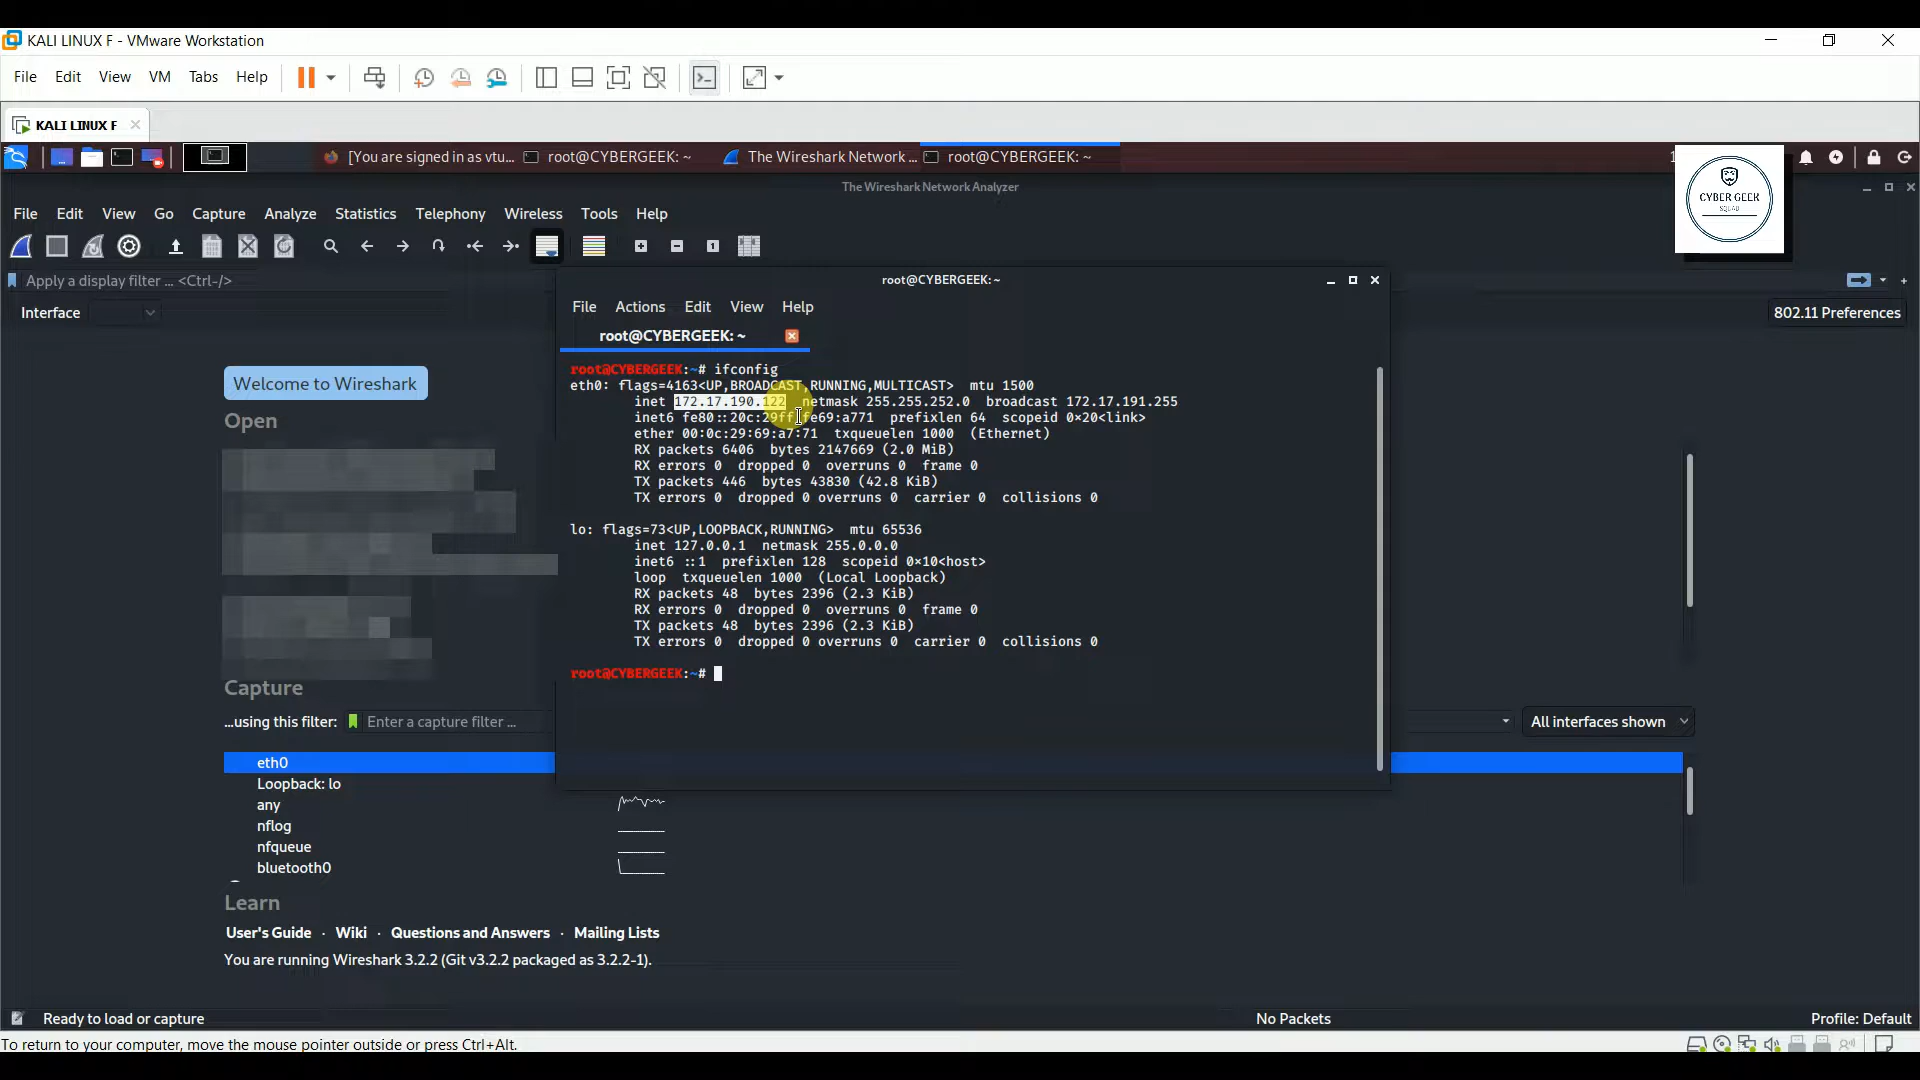 KALI LINUX F - VMware Workstation
File Edit View VM Tabs Help
KALI LINUX F
[You are signed in as vtu... root@CYBERGEEK: ~ The Wireshark Network ... root@CYBERGEEK: ~
The Wireshark Network Analyzer
CYBER GEEK
SQUAD
File Edit View Go Capture Analyze Statistics Telephony Wireless Tools Help
Apply a display filter ... <Ctrl-/>
Interface
802.11 Preferences
root@CYBERGEEK: ~
File Actions Edit View Help
root@CYBERGEEK: ~
root@CYBERGEEK:~# ifconfig
eth0: flags=4163<UP,BROADCAST,RUNNING,MULTICAST> mtu 1500
inet 172.17.190.122 netmask 255.255.252.0 broadcast 172.17.191.255
inet6 fe80::20c:29ff:fe69:a771 prefixlen 64 scopeid 0x20<link>
ether 00:0c:29:69:a7:71 txqueuelen 1000 (Ethernet)
RX packets 6406 bytes 2147669 (2.0 MiB)
RX errors 0 dropped 0 overruns 0 frame 0
TX packets 446 bytes 43830 (42.8 KiB)
TX errors 0 dropped 0 overruns 0 carrier 0 collisions 0
lo: flags=73<UP,LOOPBACK,RUNNING> mtu 65536
inet 127.0.0.1 netmask 255.0.0.0
inet6 ::1 prefixlen 128 scopeid 0x10<host>
loop txqueuelen 1000 (Local Loopback)
RX packets 48 bytes 2396 (2.3 KiB)
RX errors 0 dropped 0 overruns 0 frame 0
TX packets 48 bytes 2396 (2.3 KiB)
TX errors 0 dropped 0 overruns 0 carrier 0 collisions 0
root@CYBERGEEK:~#
Welcome to Wireshark
Open
Capture
...using this filter: Enter a capture filter ...
All interfaces shown
eth0
Loopback: lo
any
nflog
nfqueue
bluetooth0
Learn
User's Guide · Wiki · Questions and Answers · Mailing Lists
You are running Wireshark 3.2.2 (Git v3.2.2 packaged as 3.2.2-1).
Ready to load or capture
No Packets
Profile: Default
To return to your computer, move the mouse pointer outside or press Ctrl+Alt.